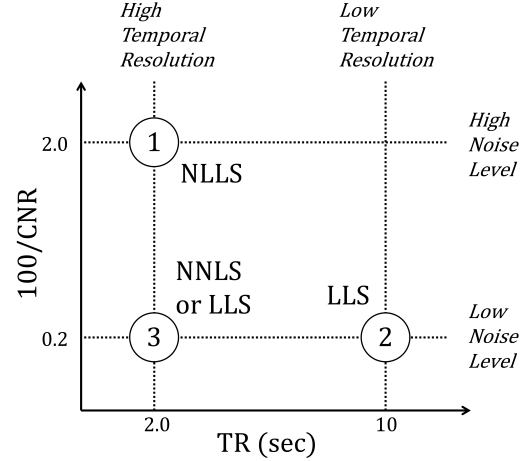 High
Temporal
Resolution
Low
Temporal
Resolution
2.0
1
High
Noise
Level
NLLS
100/CNR
NNLS
or LLS
LLS
0.2
3
2
Low
Noise
Level
2.0
10
TR (sec)